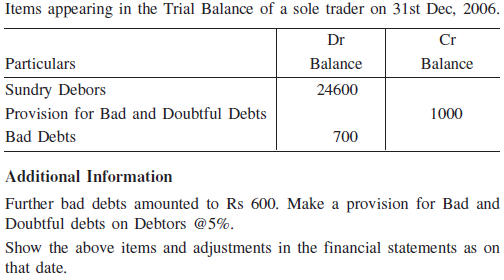 Items appearing in the Trial Balance of a sole trader on 31st Dec, 2006.
Dr Cr
Particulars Balance Balance
Sundry Debors 24600
Provision for Bad and Doubtful Debts 1000
Bad Debts 700
Additional Information
Further bad debts amounted to Rs 600. Make a provision for Bad and
Doubtful debts on Debtors @5%.
Show the above items and adjustments in the financial statements as on
that date.